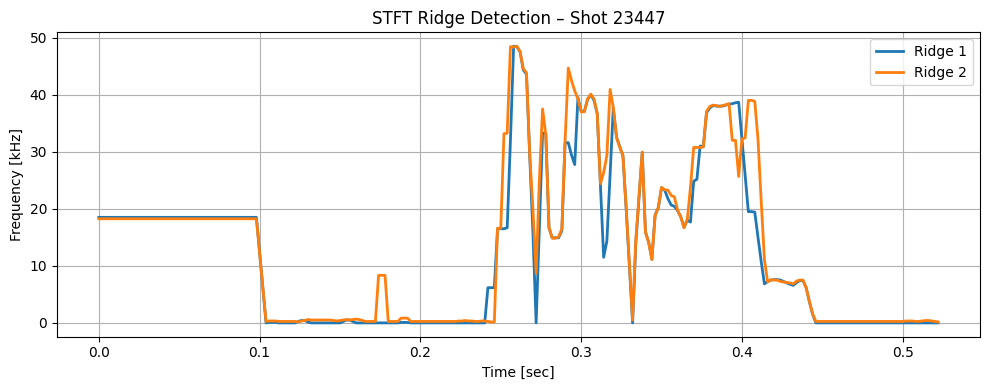 STFT Ridge Detection – Shot 23447
Frequency [kHz]
50
40
30
20
10
0
Ridge 1
Ridge 2
0.0 0.1 0.2 0.3 0.4 0.5
Time [sec]